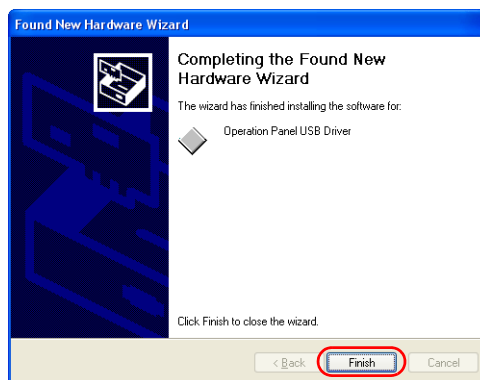 Found New Hardware Wizard
Completing the Found New
Hardware Wizard
The wizard has finished installing the software for:
Operation Panel USB Driver
Click Finish to close the wizard.
< Back
Finish
Cancel